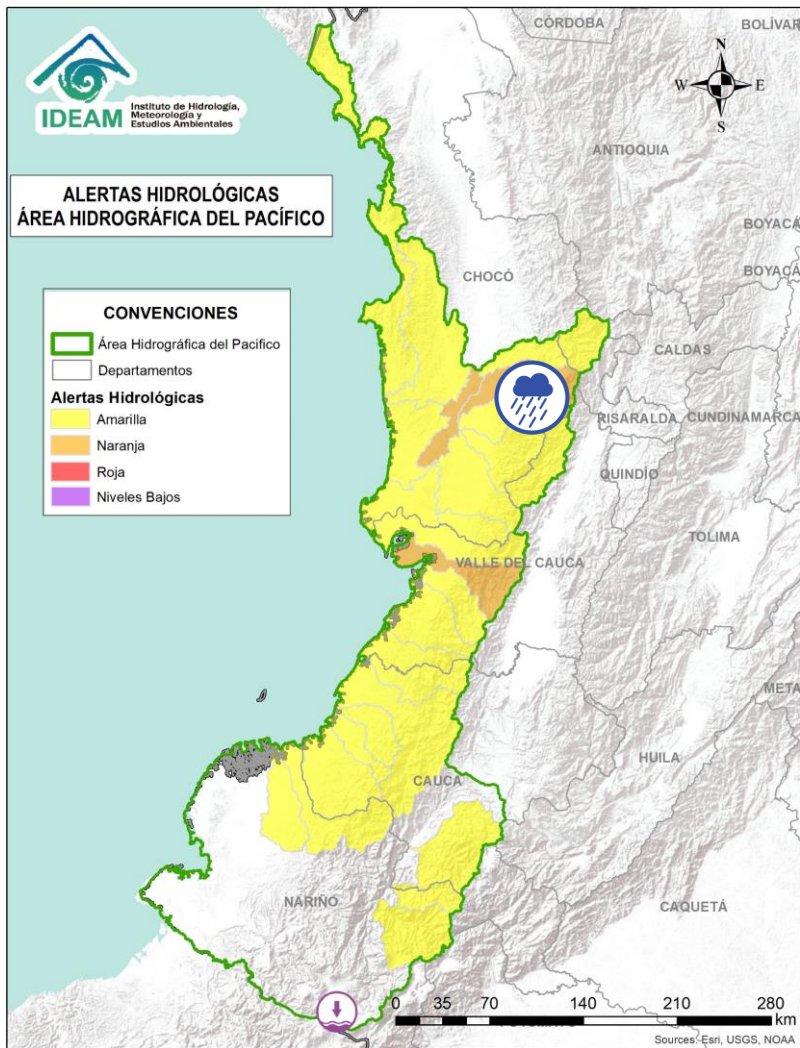 IDEAM
Instituto de Hidrología,
Meteorología y
Estudios Ambientales
ALERTAS HIDROLÓGICAS
ÁREA HIDROGRÁFICA DEL PACÍFICO
CONVENCIONES
Área Hidrográfica del Pacifico
Departamentos
Alertas Hidrológicas
Amarilla
Naranja
Roja
Niveles Bajos
N
W
E
S
CÓRDOBA
BOLÍVAR
ANTIOQUIA
BOYACÁ
BOYACÁ
CHOCÓ
CALDAS
RISARALDA
CUNDINAMARCA
QUINDÍO
TOLIMA
VALLE DEL CAUCA
META
HUILA
CAUCA
NARIÑO
CAQUETÁ
0 35 70 140 210 280
km
Sources: Esri, USGS, NOAA